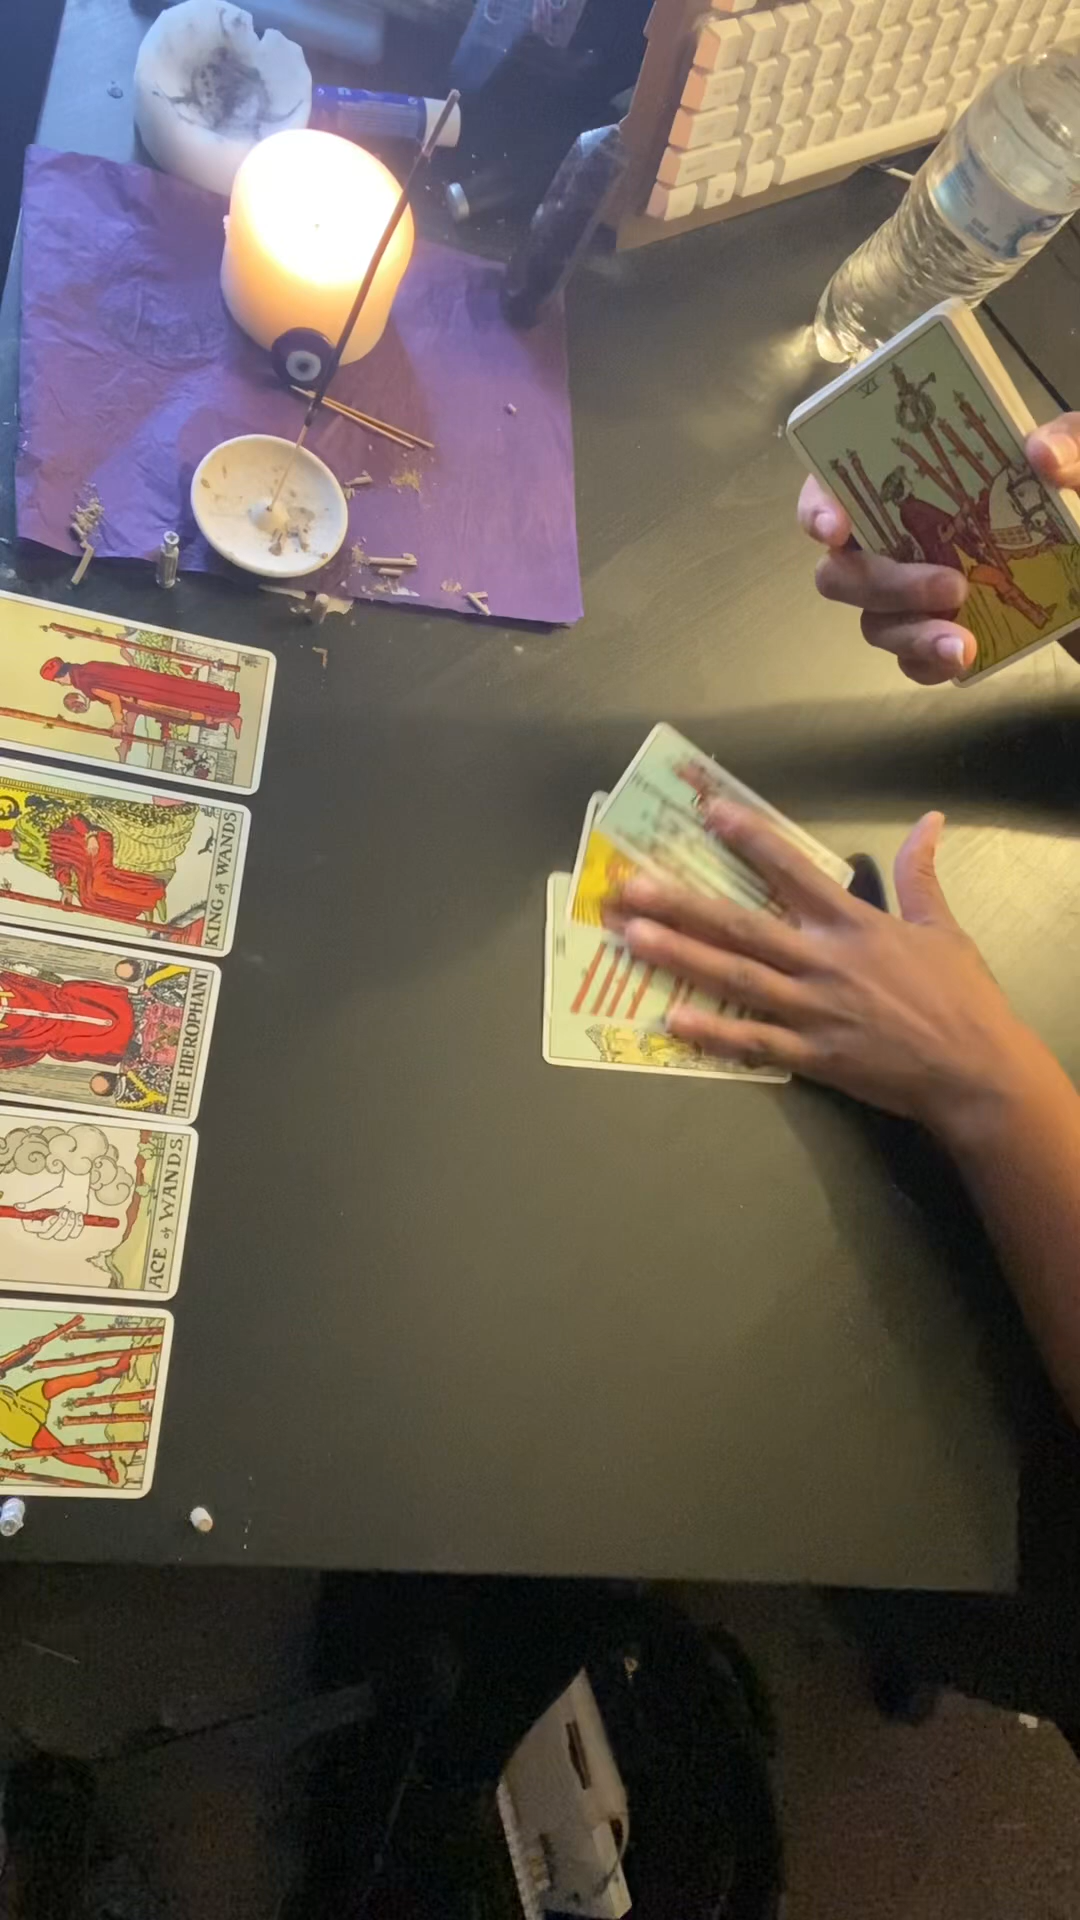 VI
KING of WANDS
THE HIEROPHANT
ACE of WANDS